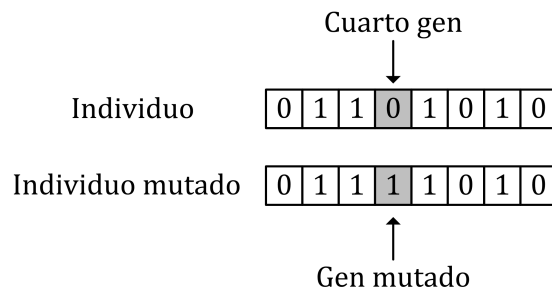 Cuarto gen
Individuo 0 1 1 0 1 0 1 0
Individuo mutado 0 1 1 1 1 0 1 0
Gen mutado